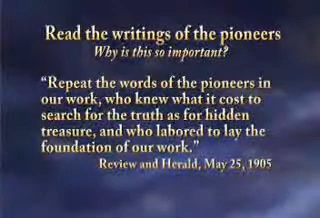 Read the writings of the pioneers
Why is this so important?
“Repeat the words of the pioneers in
our work, who knew what it cost to
search for the truth as for hidden
treasure, and who labored to lay the
foundation of our work.”
Review and Herald, May 25, 1905